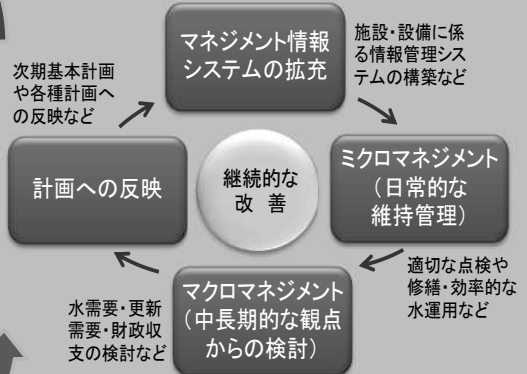 マネジメント情報
システムの拡充
施設・設備に係
る情報管理シス
テムの構築など
ミクロマネジメント
（日常的な
維持管理）
適切な点検や
修繕・効率的な
水運用など
マクロマネジメント
（中長期的な観点
からの検討）
水需要・更新
需要・財政収
支の検討など
計画への反映
次期基本計画
や各種計画へ
の反映など
継続的な
改 善